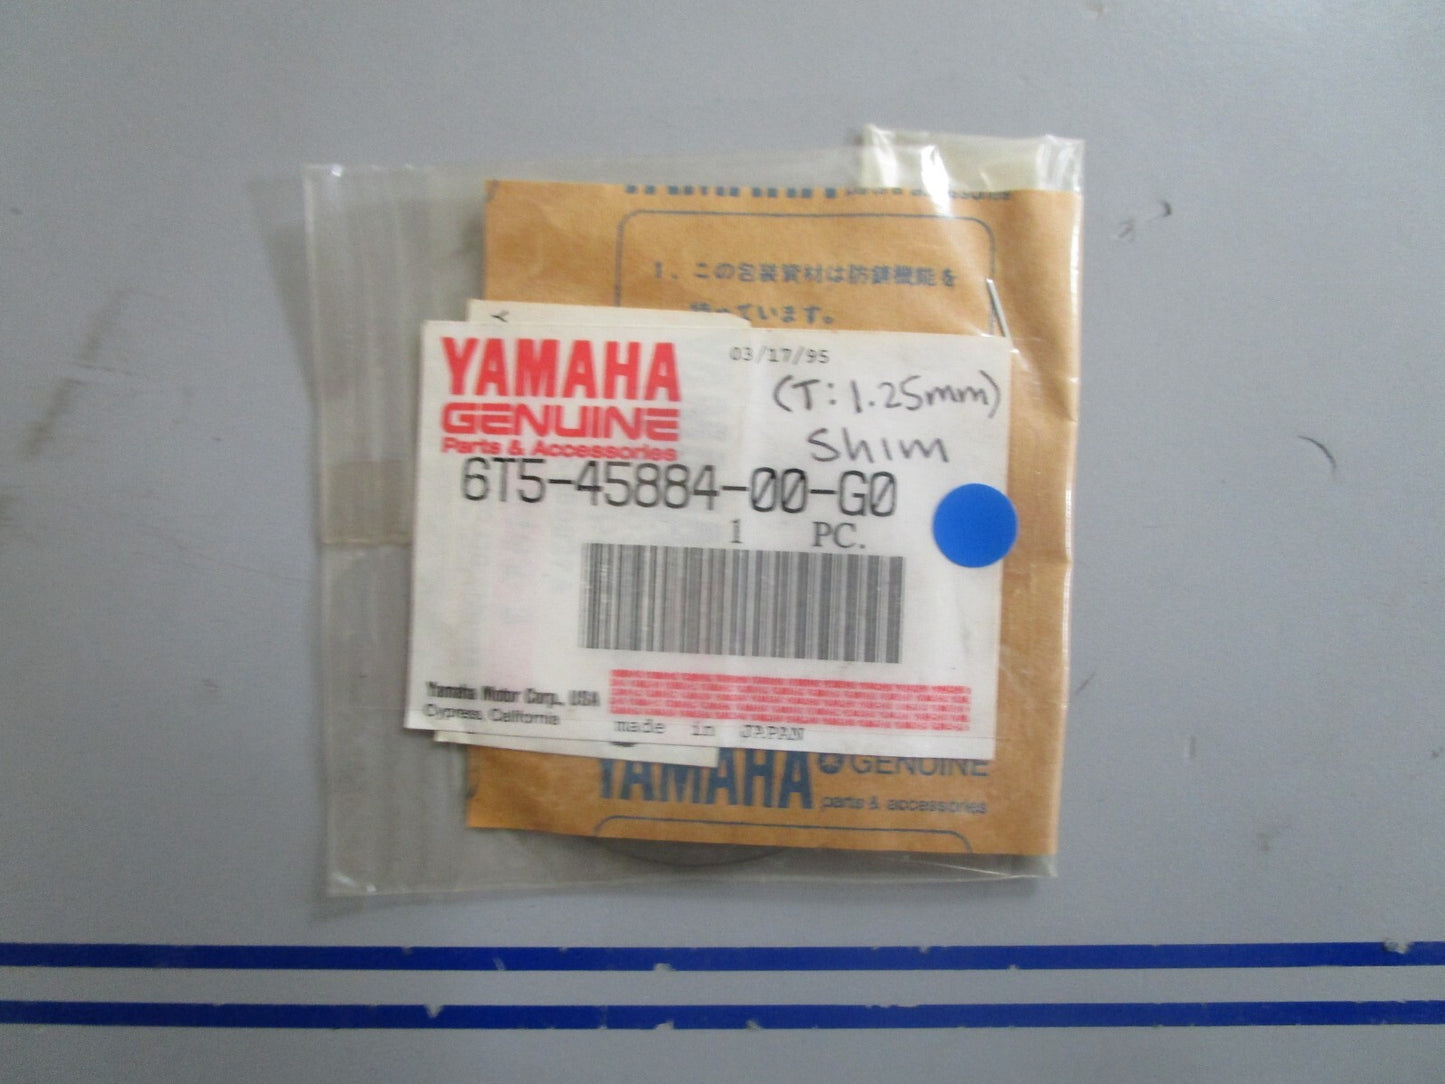 parts & accessories
1、この包装資材は防錆機能を
持っています。
YAMAHA
03/17/95
GENUINE
(T: 1.25mm)
Parts & Accessories
Shim
6T5-45884-00-G0
1 PC.
Yamaha Motor Corp., USA
Cypress, California
made in JAPAN
YAMAHA GENUINE
parts & accessories